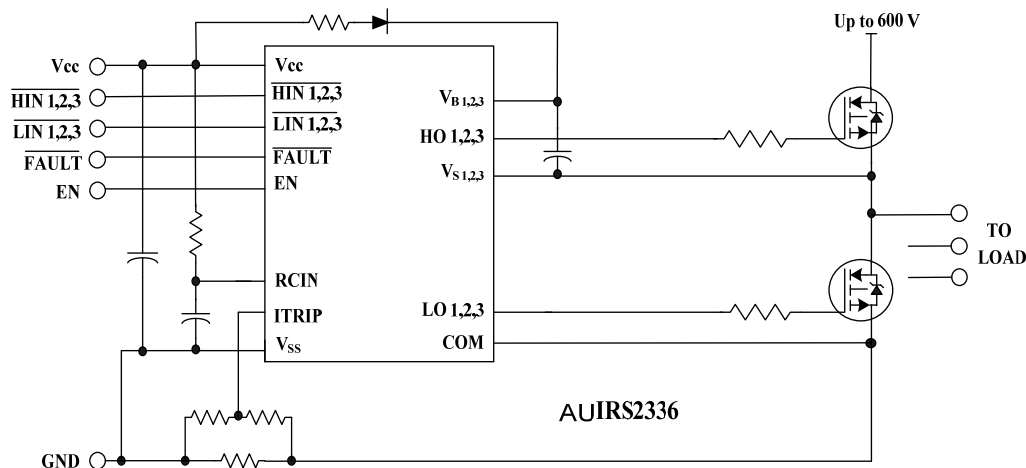 Up to 600 V
Vcc
HIN 1,2,3
LIN 1,2,3
FAULT
EN
GND
Vcc
HIN 1,2,3
LIN 1,2,3
FAULT
EN
RCIN
ITRIP
VSS
VB 1,2,3
HO 1,2,3
VS 1,2,3
LO 1,2,3
COM
TO
LOAD
AUIRS2336